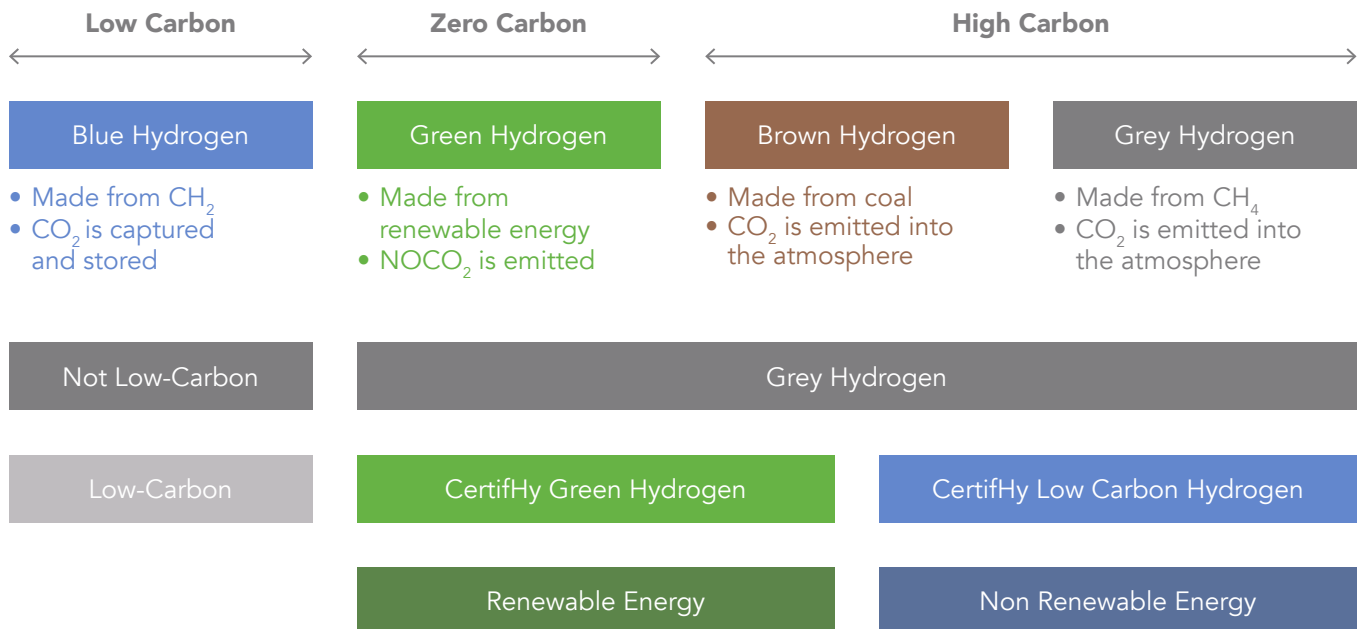 Low Carbon
Zero Carbon
High Carbon
Blue Hydrogen
• Made from CH₂
• CO₂ is captured
and stored
Green Hydrogen
• Made from
renewable energy
• NOCO₂ is emitted
Brown Hydrogen
• Made from coal
• CO₂ is emitted into
the atmosphere
Grey Hydrogen
• Made from CH₄
• CO₂ is emitted into
the atmosphere
Not Low-Carbon
Grey Hydrogen
Low-Carbon
CertifHy Green Hydrogen
CertifHy Low Carbon Hydrogen
Renewable Energy
Non Renewable Energy